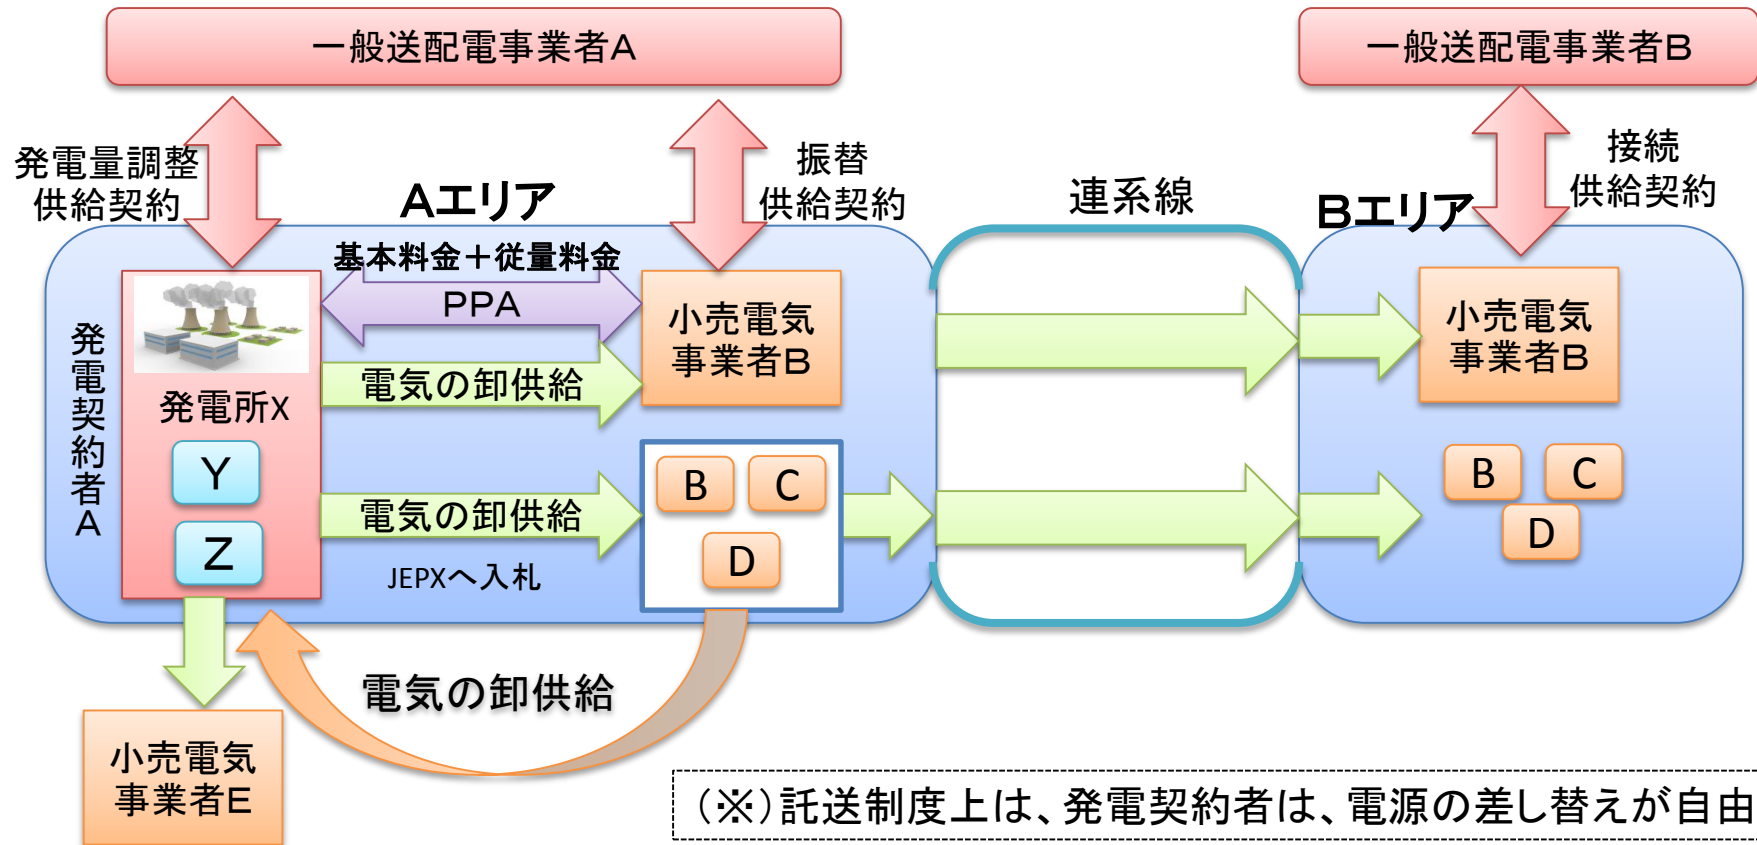 一般送配電事業者A
一般送配電事業者B
発電量調整
供給契約
振替
供給契約
接続
供給契約
Aエリア
連系線
Bエリア
基本料金＋従量料金
PPA
発電契約者A
発電所X
Y
Z
小売電気
事業者B
電気の卸供給
電気の卸供給
JEPXへ入札
B
C
D
小売電気
事業者B
B
C
D
電気の卸供給
小売電気
事業者E
（※）託送制度上は、発電契約者は、電源の差し替えが自由